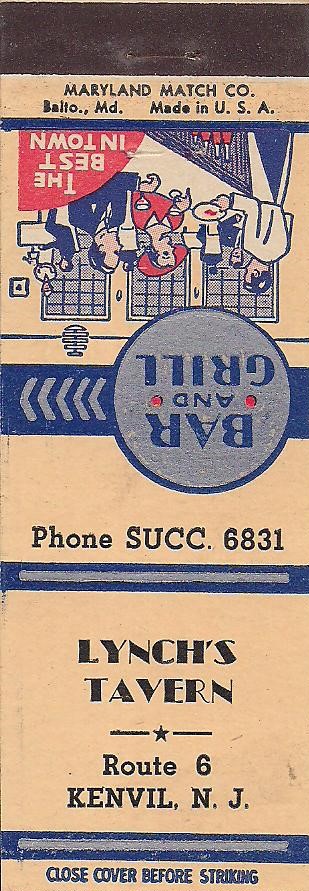 MARYLAND MATCH CO.
Balto., Md. Made in U. S. A.
THE
BEST
IN TOWN
BAR
AND
GRILL
Phone SUCC. 6831
LYNCH'S
TAVERN
Route 6
KENVIL, N. J.
CLOSE COVER BEFORE STRIKING